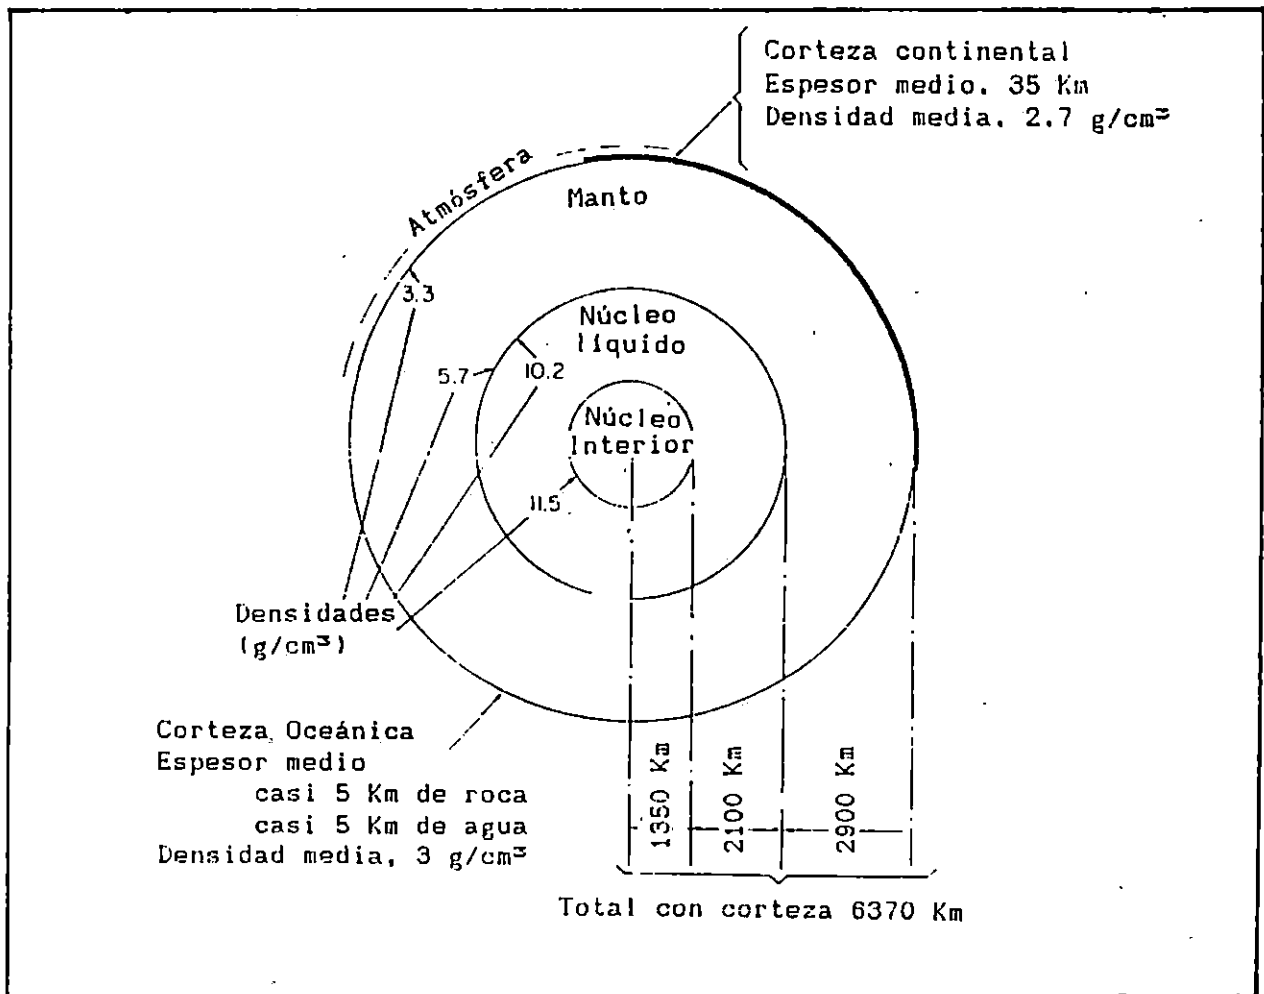 Corteza continental
Espesor medio. 35 Km
Densidad media. 2.7 g/cm³
Atmósfera
Manto
3.3
Núcleo
líquido
5.7
10.2
Núcleo
Interior
11.5
Densidades
(g/cm³)
Corteza Oceánica
Espesor medio
casi 5 Km de roca
casi 5 Km de agua
Densidad media, 3 g/cm³
1350 Km
2100 Km
2900 Km
Total con corteza 6370 Km